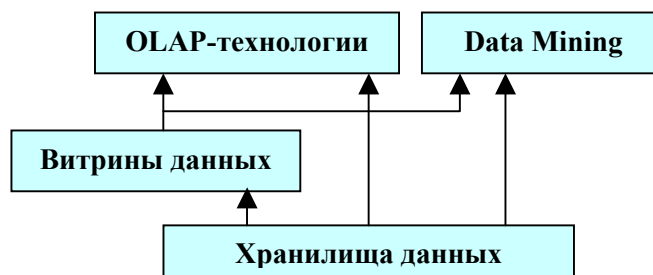 OLAP-технологии
Data Mining
Витрины данных
Хранилища данных